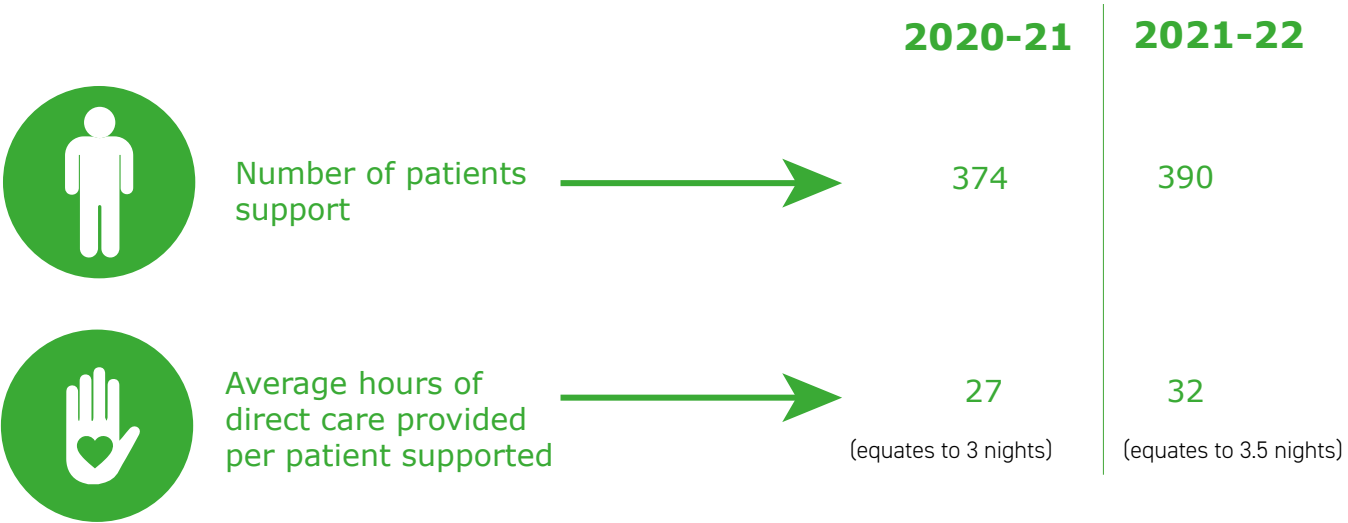 2020-21
2021-22
Number of patients
support
374
390
Average hours of
direct care provided
per patient supported
27
32
(equates to 3 nights)
(equates to 3.5 nights)